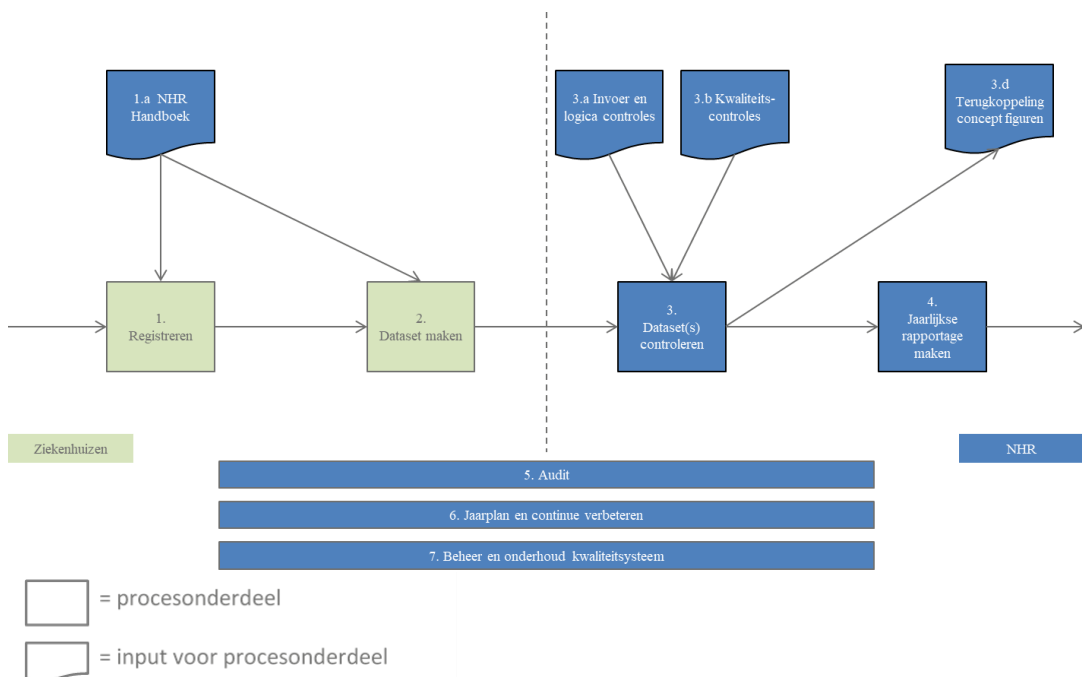 1.a NHR
Handboek
3.a Invoer en
logica controles
3.b Kwaliteits-
controles
3.d
Terugkoppeling
concept figuren
1.
Registreren
2.
Dataset maken
3.
Dataset(s)
controleren
4.
Jaarlijkse
rapportage
maken
Ziekenhuizen
NHR
5. Audit
6. Jaarplan en continue verbeteren
7. Beheer en onderhoud kwaliteitsysteem
= procesonderdeel
= input voor procesonderdeel